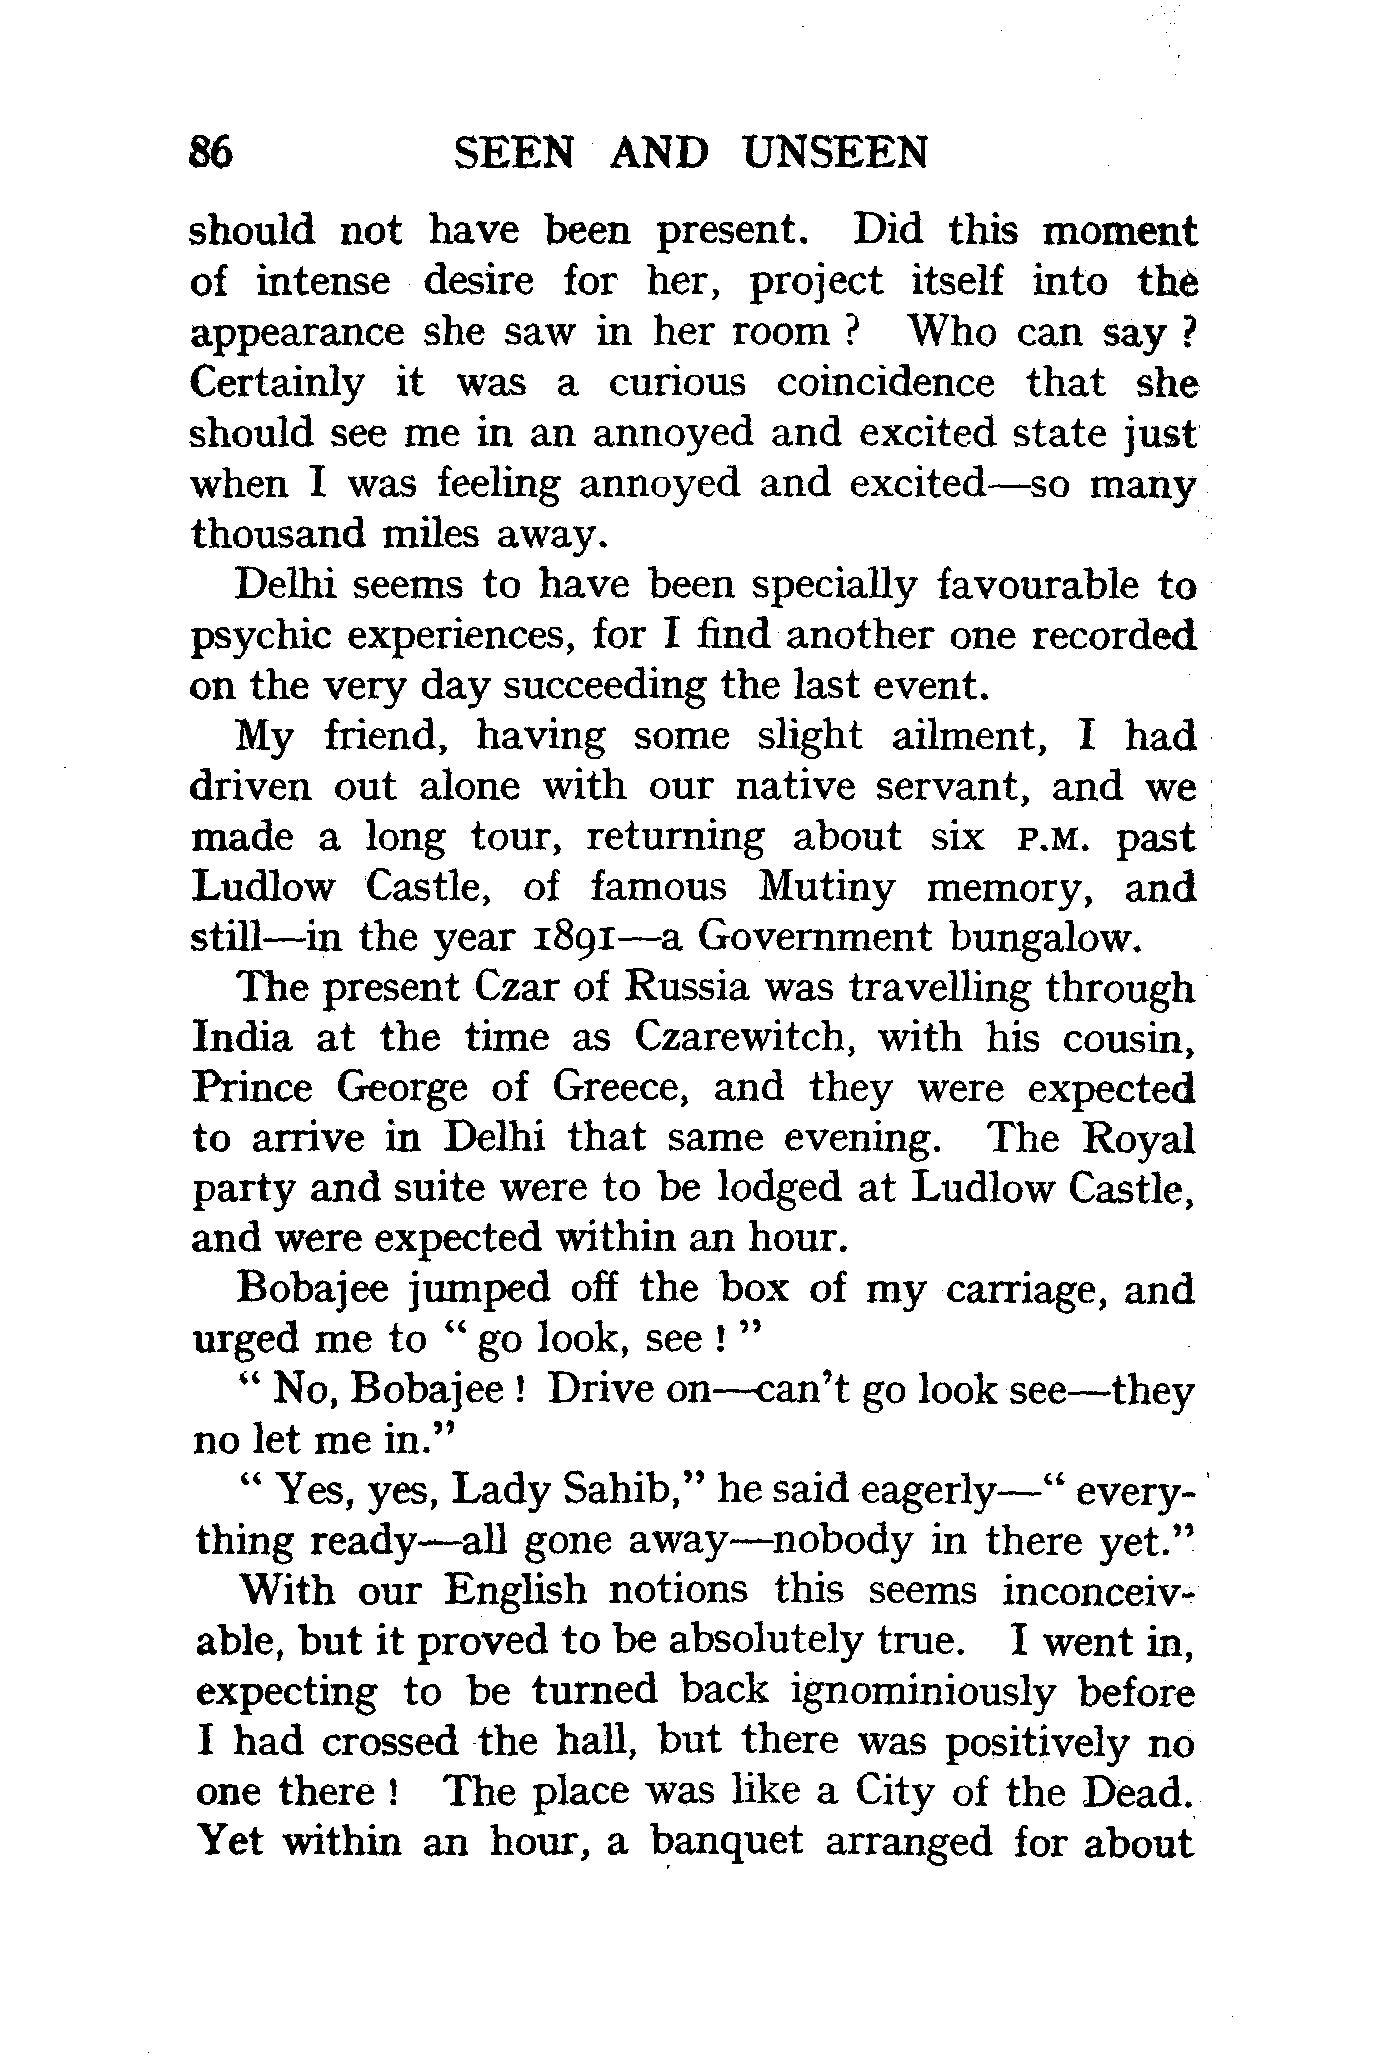 86 SEEN AND UNSEEN
should not have been present. Did this moment
of intense desire for her, project itself into the
appearance she saw in her room ? Who can say ?
Certainly it was a curious coincidence that she
should see me in an annoyed and excited state just
when I was feeling annoyed and excited—so many
thousand miles away.
Delhi seems to have been specially favourable to
psychic experiences, for I find another one recorded
on the very day succeeding the last event.
My friend, having some slight ailment, I had
driven out alone with our native servant, and we
made a long tour, returning about six P.M. past
Ludlow Castle, of famous Mutiny memory, and
still—in the year 1891—a Government bungalow.
The present Czar of Russia was travelling through
India at the time as Czarewitch, with his cousin,
Prince George of Greece, and they were expected
to arrive in Delhi that same evening. The Royal
party and suite were to be lodged at Ludlow Castle,
and were expected within an hour.
Bobajee jumped off the box of my carriage, and
urged me to “ go look, see ! ”
“ No, Bobajee ! Drive on—can’t go look see—they
no let me in.”
“ Yes, yes, Lady Sahib,” he said eagerly—“ every-
thing ready—all gone away—nobody in there yet.”
With our English notions this seems inconceiv-
able, but it proved to be absolutely true. I went in,
expecting to be turned back ignominiously before
I had crossed the hall, but there was positively no
one there ! The place was like a City of the Dead.
Yet within an hour, a banquet arranged for about